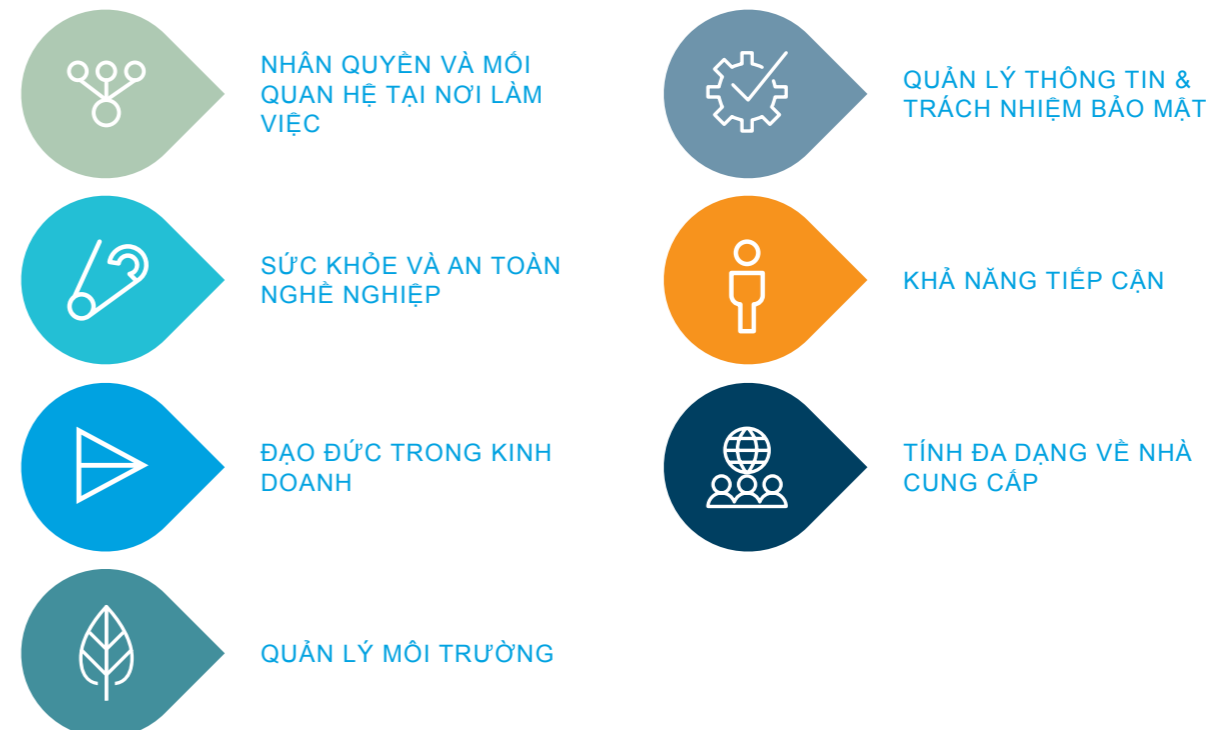 NHÂN QUYỀN VÀ MỐI
QUAN HỆ TẠI NƠI LÀM
VIỆC
SỨC KHỎE VÀ AN TOÀN
NGHỀ NGHIỆP
ĐẠO ĐỨC TRONG KINH
DOANH
QUẢN LÝ MÔI TRƯỜNG
QUẢN LÝ THÔNG TIN &
TRÁCH NHIỆM BẢO MẬT
KHẢ NĂNG TIẾP CẬN
TÍNH ĐA DẠNG VỀ NHÀ
CUNG CẤP